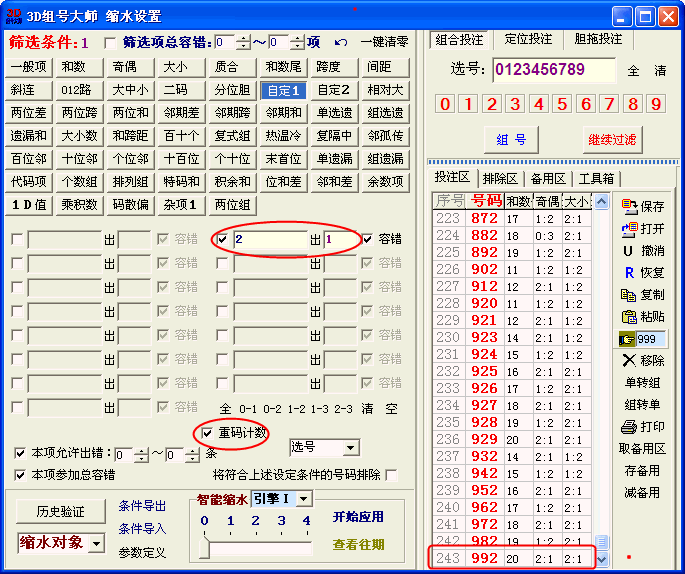 3D组号大师 缩水设置
筛选条件:1 筛选项总容错: 0 ～ 0 项 一键清零
一般项 和数 奇偶 大小 质合 和数尾 跨度 间距
斜连 012路 大中小 二码 分位胆 自定1 自定2 相对大
两位差 两位跨 两位和 邻期差 邻期跨 邻期和 单选遗 组选遗
遗漏和 大小数 和跨距 百十个 复式组 热温冷 复隔中 邻孤传
百位邻 十位邻 个位邻 十百位 个十位 末首位 单遗漏 组遗漏
代码项 个数组 排列组 特码和 积余和 位和差 邻和差 余数项
1D值 乘积数 码散偏 杂项1 两位组
出 容错 2 出 1 容错
出 容错 出 容错
出 容错 出 容错
出 容错 出 容错
出 容错 出 容错
出 容错 出 容错
出 容错 出 容错
出 容错 全 0-1 0-2 1-2 1-3 2-3 清 空
重码计数
本项允许出错: 0 ～ 0 条 选号
本项参加总容错 将符合上述设定条件的号码排除
历史验证 条件导出
条件导入
缩水对象 参数定义
智能缩水 引擎 I
0 1 2 3 4
开始应用
查看往期
组合投注 定位投注 胆拖投注
选号: 0123456789 全 清
0 1 2 3 4 5 6 7 8 9
组 号 继续过滤
投注区 排除区 备用区 工具箱
序号 号码 和数 奇偶 大小
223 872 17 1:2 2:1
224 882 18 0:3 2:1
225 892 19 1:2 2:1
226 902 11 1:2 1:2
227 912 12 2:1 1:2
228 920 11 1:2 1:2
229 921 12 2:1 1:2
230 923 14 2:1 1:2
231 924 15 1:2 1:2
232 925 16 2:1 2:1
233 926 17 1:2 2:1
234 927 18 2:1 2:1
235 928 19 1:2 2:1
236 929 20 2:1 2:1
237 932 14 2:1 1:2
238 942 15 1:2 1:2
239 952 16 2:1 2:1
240 962 17 1:2 2:1
241 972 18 2:1 2:1
242 982 19 1:2 2:1
243 992 20 2:1 2:1
保存
打开
U 撤消
R 恢复
复制
粘贴
999
移除
单转组
组转单
打印
取备用区
存备用
减备用